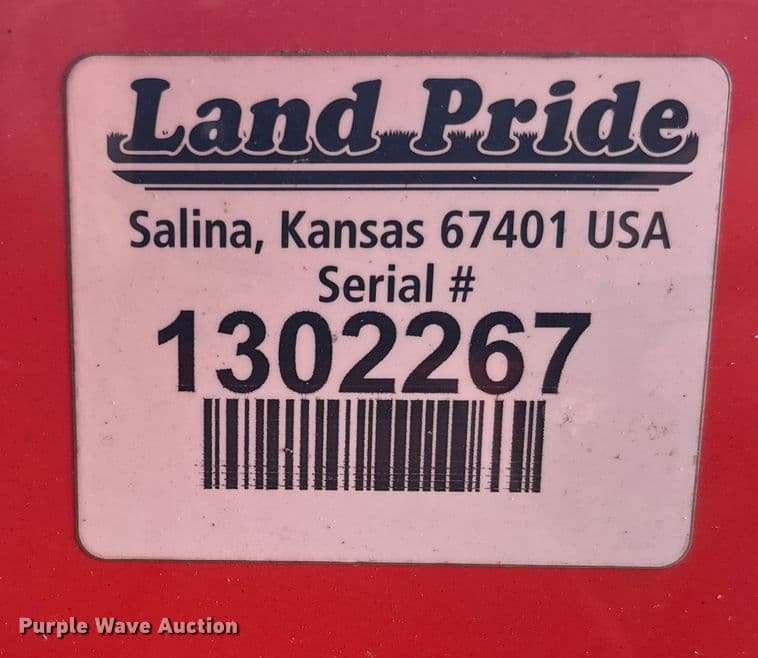 Land Pride
Salina, Kansas 67401 USA
Serial #
1302267
Purple Wave Auction